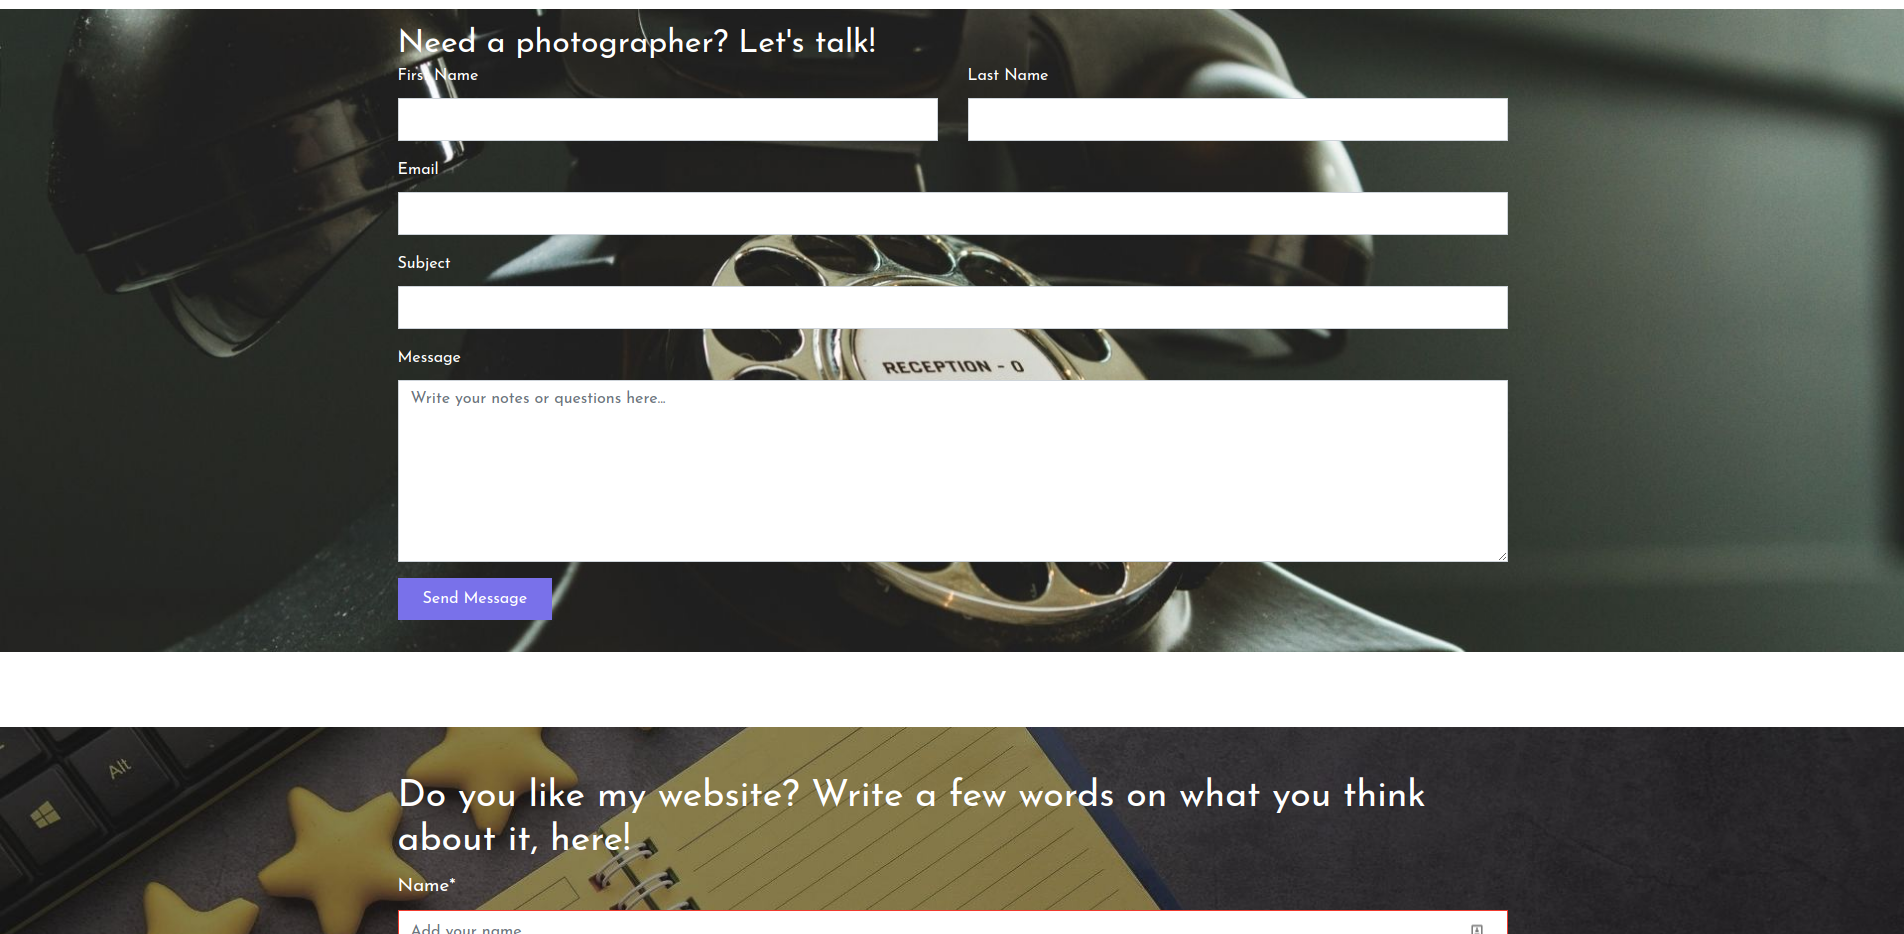 Need a photographer? Let's talk!
First Name
Last Name
Email
Subject
RECEPTION - 0
Message
Write your notes or questions here...
Send Message
Alt
Do you like my website? Write a few words on what you think
about it, here!
Name*
Add your name